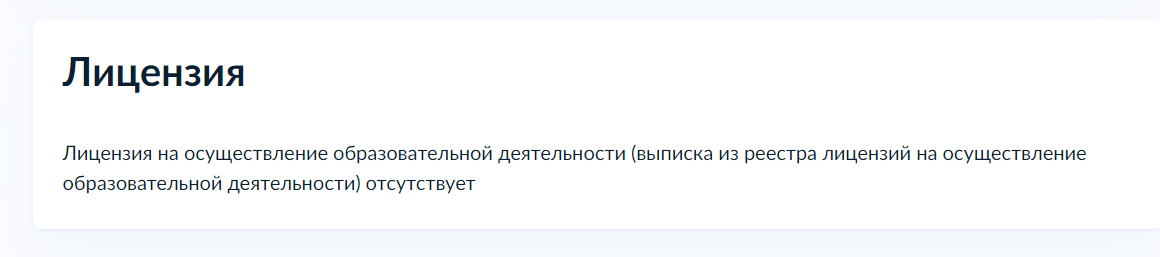 Лицензия
Лицензия на осуществление образовательной деятельности (выписка из реестра лицензий на осуществление
образовательной деятельности) отсутствует